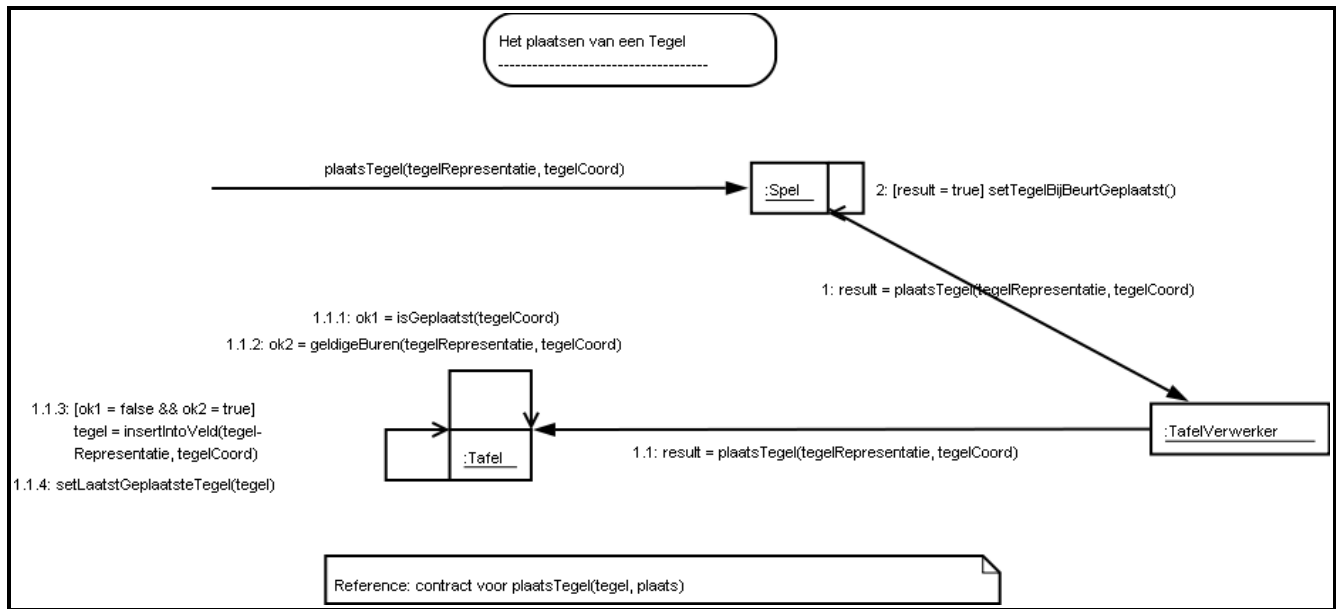 Het plaatsen van een Tegel
-------------------------------------
plaatsTegel(tegelRepresentatie, tegelCoord)
:Spel
2: [result = true] setTegelBijBeurtGeplaatst()
1: result = plaatsTegel(tegelRepresentatie, tegelCoord)
1.1.1: ok1 = isGeplaatst(tegelCoord)
1.1.2: ok2 = geldigeBuren(tegelRepresentatie, tegelCoord)
1.1.3: [ok1 = false && ok2 = true]
tegel = insertIntoVeld(tegel-
Representatie, tegelCoord)
1.1.4: setLaatstGeplaatsteTegel(tegel)
:Tafel
1.1: result = plaatsTegel(tegelRepresentatie, tegelCoord)
:TafelVerwerker
Reference: contract voor plaatsTegel(tegel, plaats)